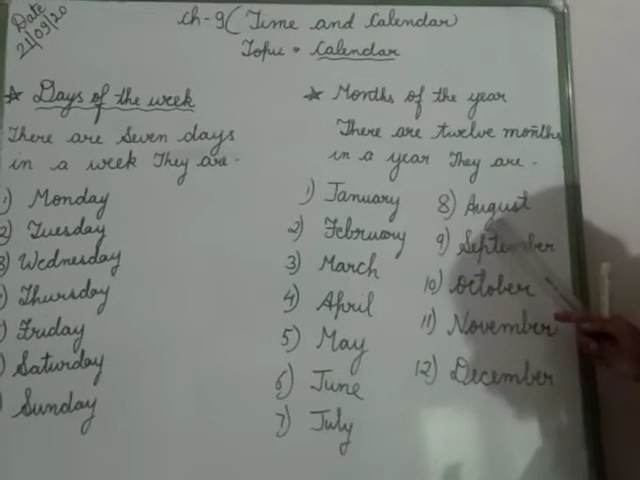 Date
21/09/20
Ch-9 (Time and Calendar)
Topic - Calendar
* Days of the week
There are Seven days
in a week They are -
1) Monday
2) Tuesday
3) Wednesday
) Thursday
) Friday
) Saturday
) Sunday
* Months of the year
There are twelve months
in a year They are -
1) January
2) February
3) March
4) April
5) May
6) June
7) July
8) August
9) September
10) October
11) November
12) December